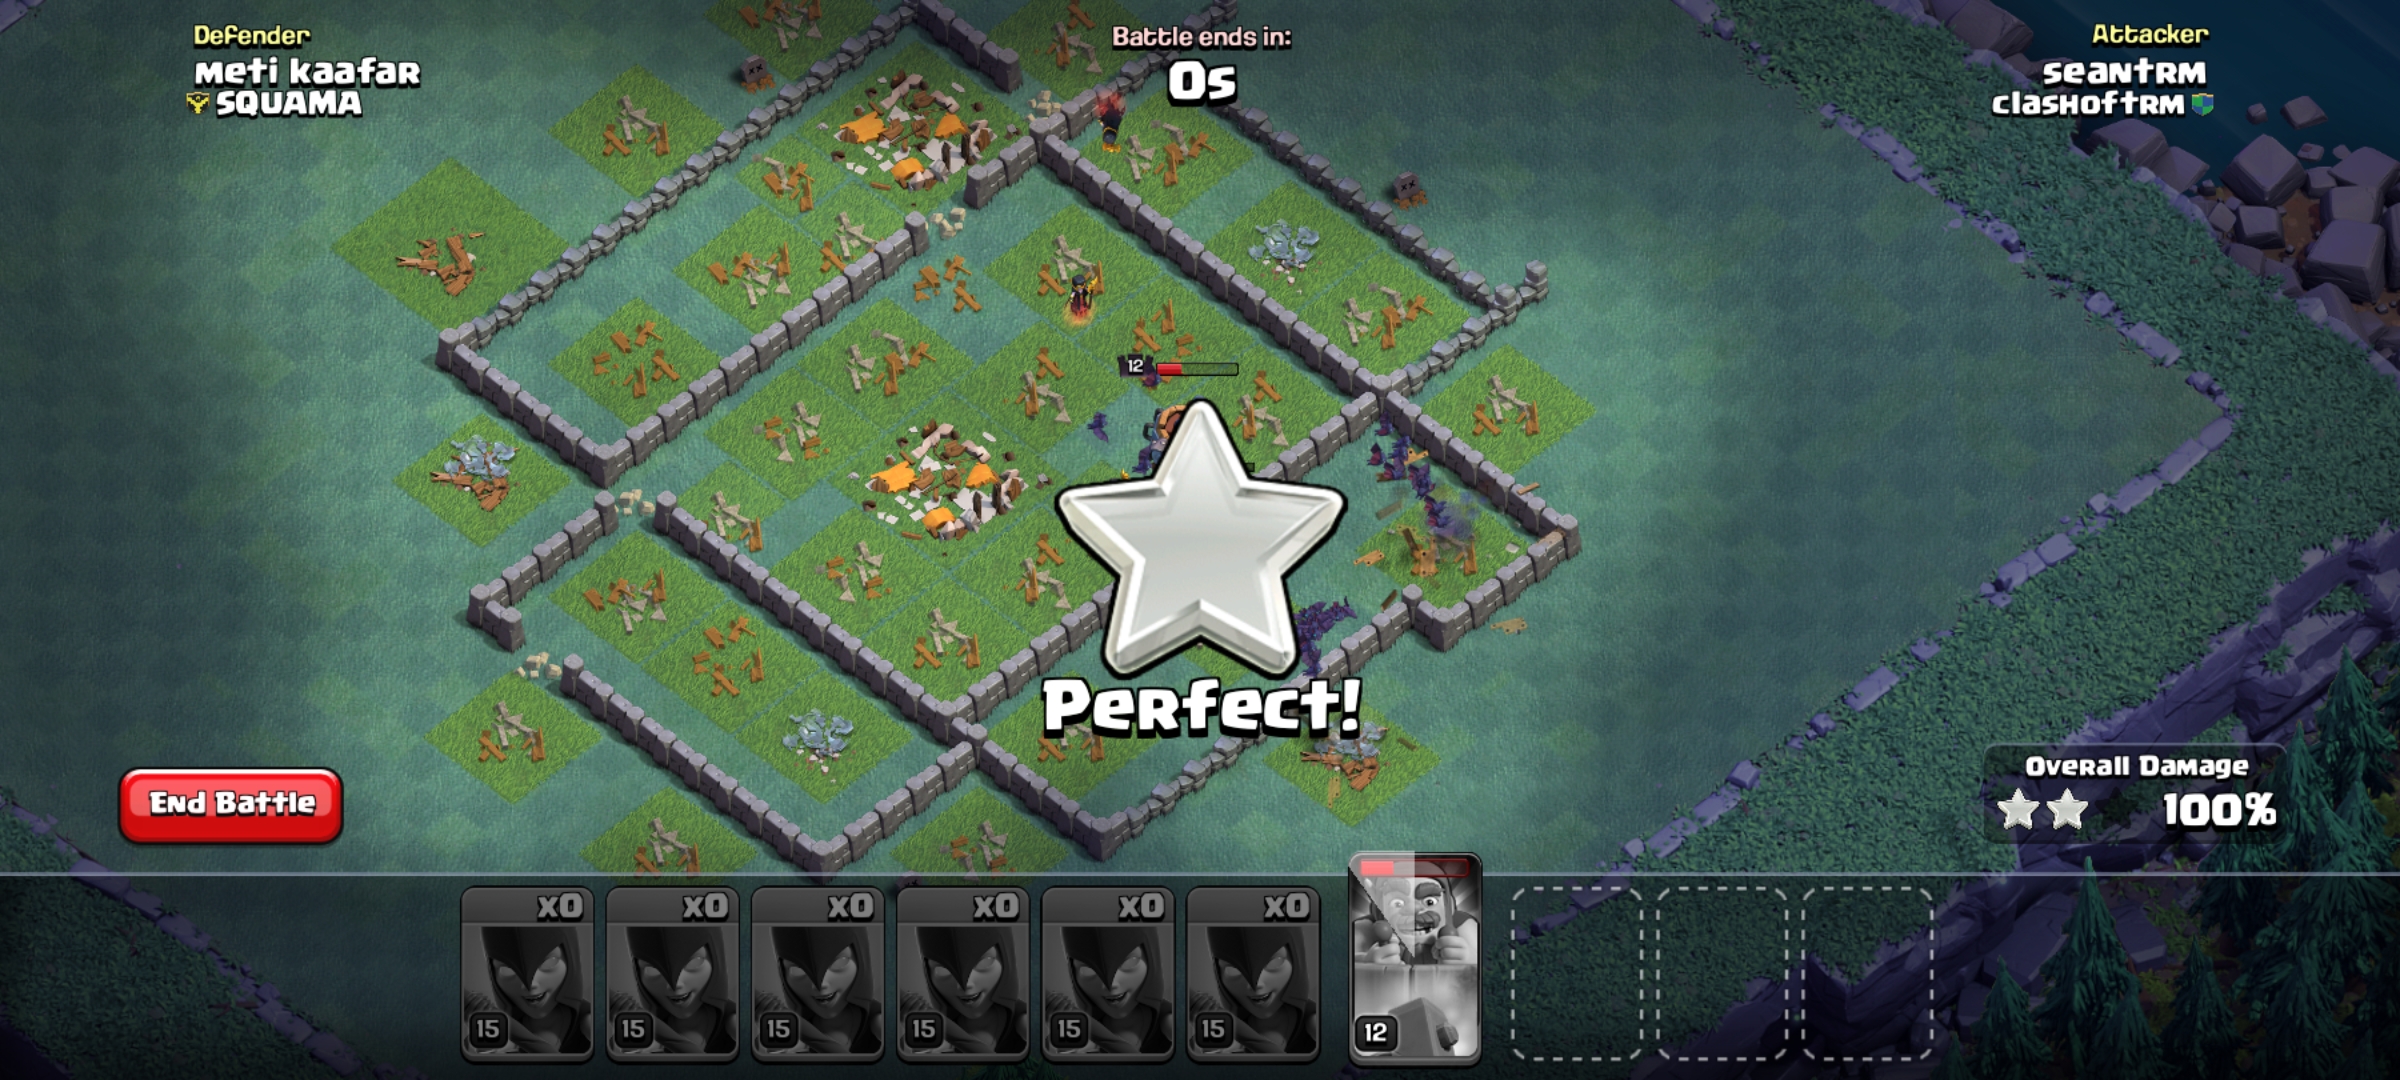 Defender
Meti kaafar
SQUAMA
Battle ends in:
0s
Attacker
seantRM
clashoftRM
12
Perfect!
End Battle
Overall Damage
100%
x0
x0
x0
x0
x0
x0
15
15
15
15
15
15
12